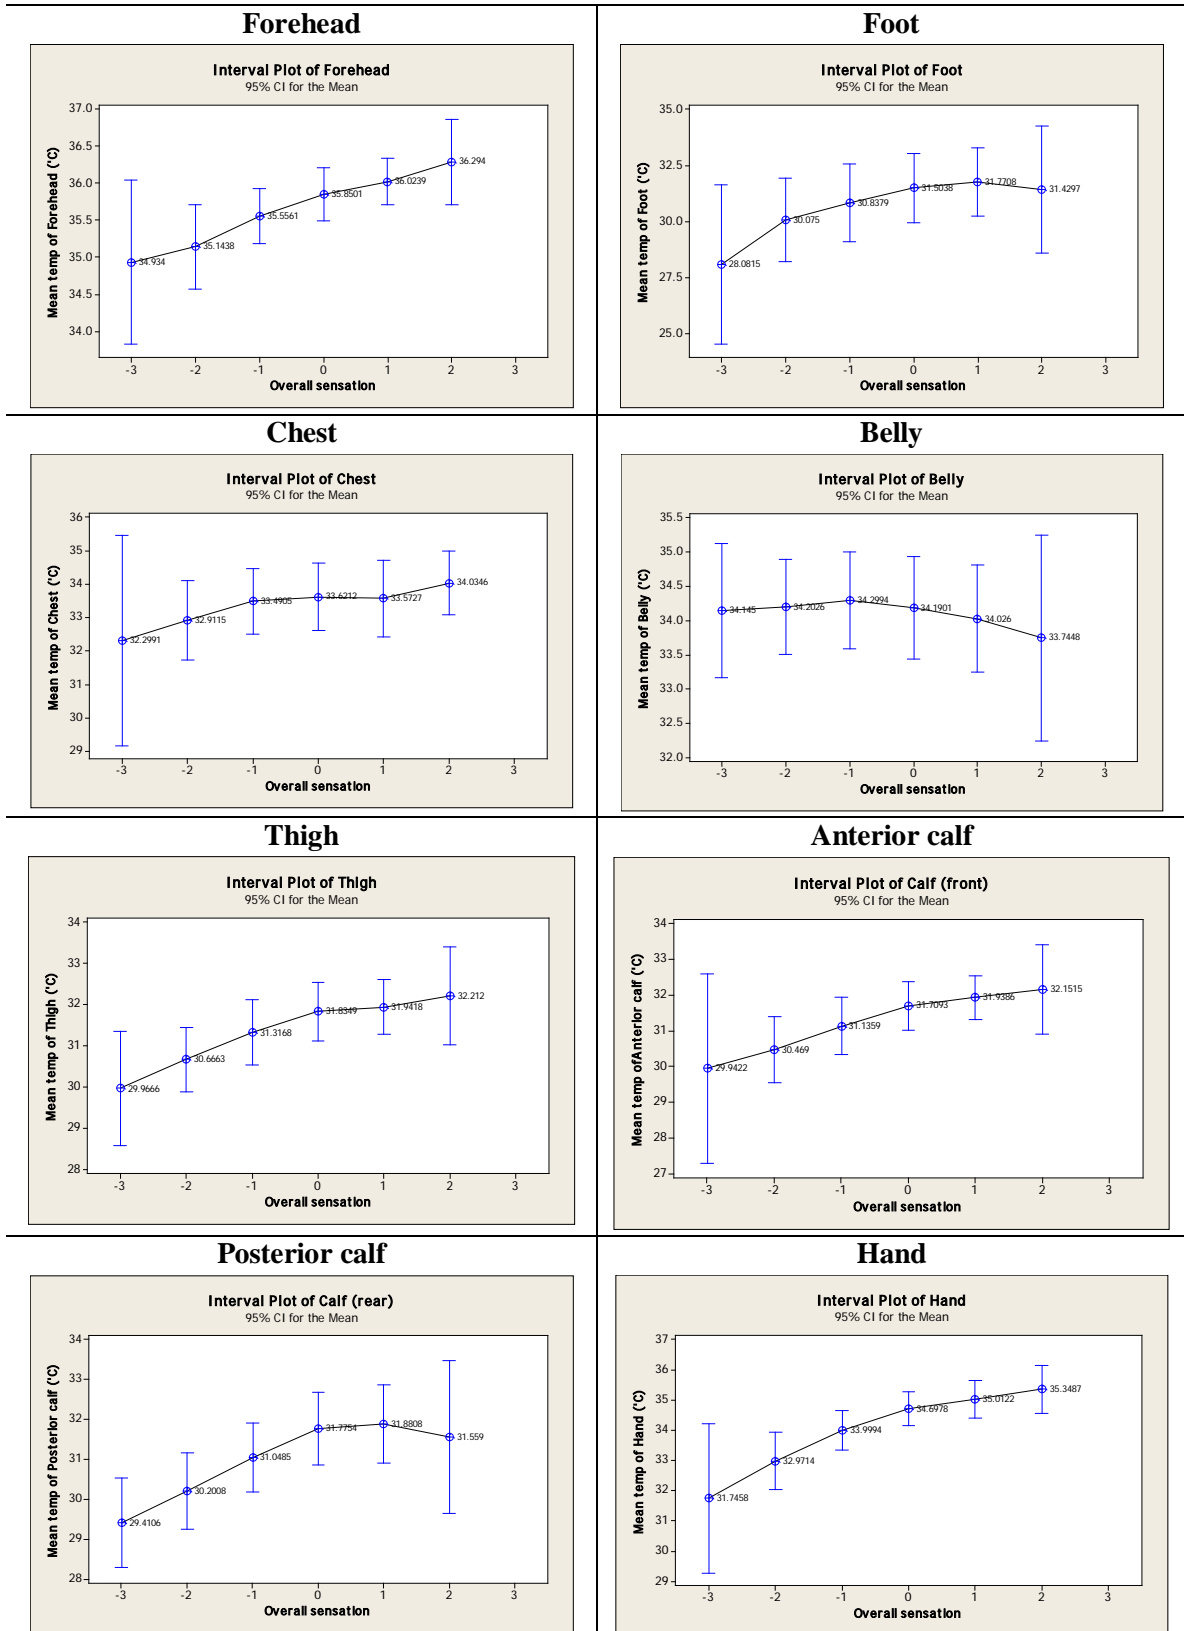 Forehead
Interval Plot of Forehead
95% CI for the Mean
Mean temp of Forehead (°C)
37.0
36.5
36.0
35.5
35.0
34.5
34.0
34.934
35.1438
35.5561
35.8501
36.0239
36.294
-3 -2 -1 0 1 2 3
Overall sensation
Foot
Interval Plot of Foot
95% CI for the Mean
Mean temp of Foot (°C)
35.0
32.5
30.0
27.5
25.0
28.0815
30.075
30.8379
31.5038
31.7708
31.4297
-3 -2 -1 0 1 2 3
Overall sensation
Chest
Interval Plot of Chest
95% CI for the Mean
Mean temp of Chest (°C)
36
35
34
33
32
31
30
29
32.2991
32.9115
33.4905
33.6212
33.5727
34.0346
-3 -2 -1 0 1 2 3
Overall sensation
Belly
Interval Plot of Belly
95% CI for the Mean
Mean temp of Belly (°C)
35.5
35.0
34.5
34.0
33.5
33.0
32.5
32.0
34.145
34.2026
34.2994
34.1901
34.026
33.7448
-3 -2 -1 0 1 2 3
Overall sensation
Thigh
Interval Plot of Thigh
95% CI for the Mean
Mean temp of Thigh (°C)
34
33
32
31
30
29
28
29.9666
30.6663
31.3168
31.8349
31.9418
32.212
-3 -2 -1 0 1 2 3
Overall sensation
Anterior calf
Interval Plot of Calf (front)
95% CI for the Mean
Mean temp ofAnterior calf (°C)
34
33
32
31
30
29
28
27
29.9422
30.469
31.1359
31.7093
31.9386
32.1515
-3 -2 -1 0 1 2 3
Overall sensation
Posterior calf
Interval Plot of Calf (rear)
95% CI for the Mean
Mean temp of Posterior calf (°C)
34
33
32
31
30
29
28
29.4106
30.2008
31.0485
31.7754
31.8808
31.559
-3 -2 -1 0 1 2 3
Overall sensation
Hand
Interval Plot of Hand
95% CI for the Mean
Mean temp of Hand (°C)
37
36
35
34
33
32
31
30
29
31.7458
32.9714
33.9994
34.6978
35.0122
35.3487
-3 -2 -1 0 1 2 3
Overall sensation